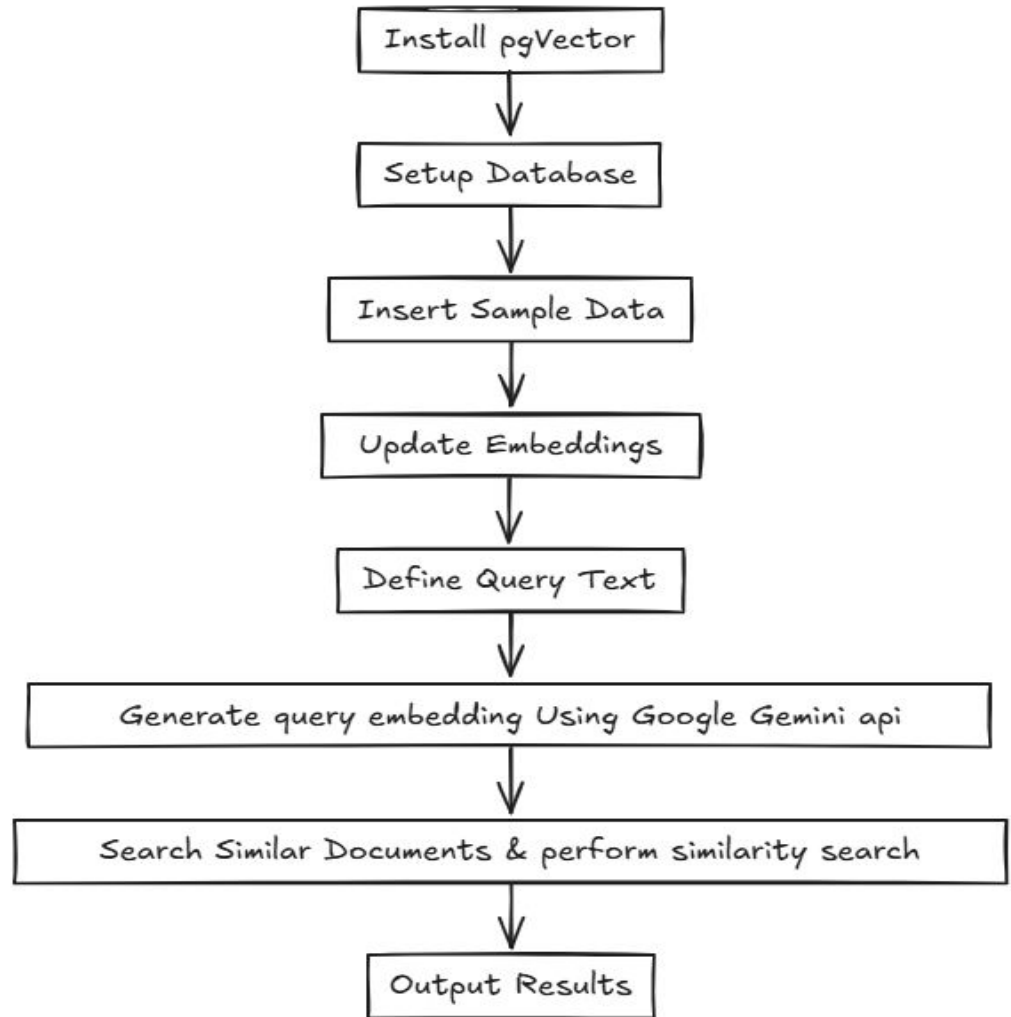 Install pgVector
Setup Database
Insert Sample Data
Update Embeddings
Define Query Text
Generate query embedding Using Google Gemini api
Search Similar Documents & perform similarity search
Output Results